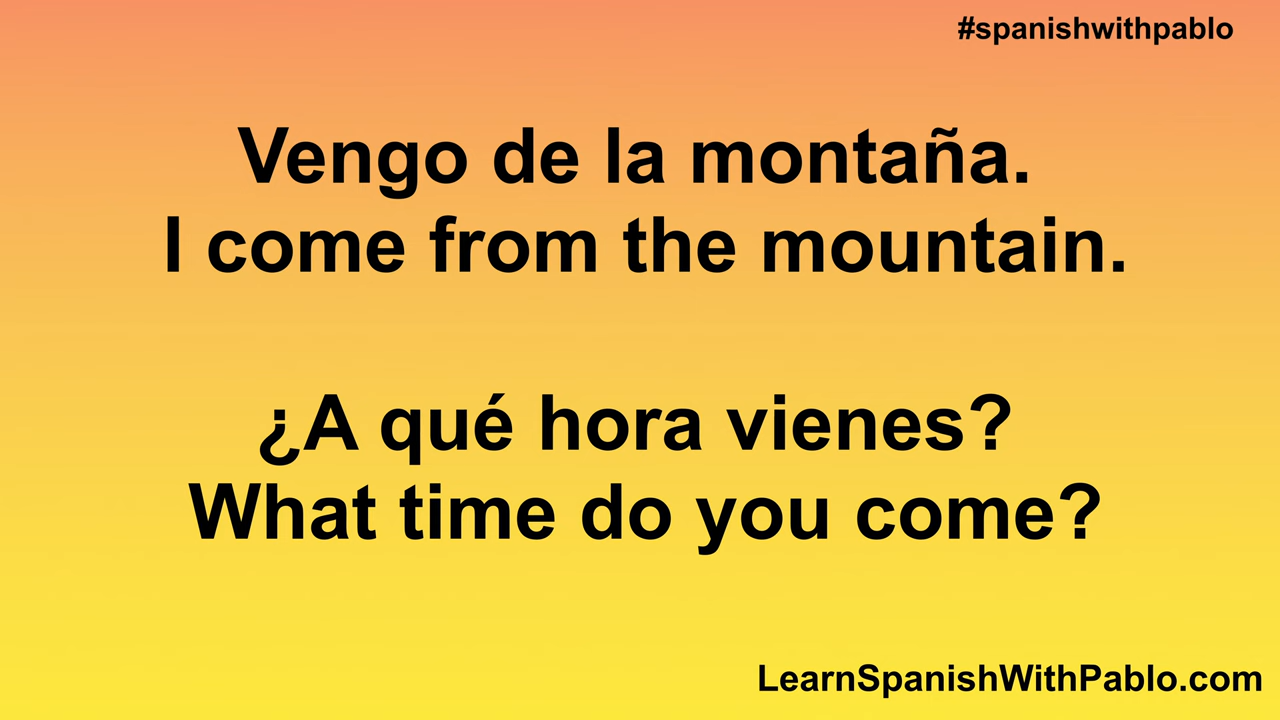 #spanishwithpablo
Vengo de la montaña.
I come from the mountain.
¿A qué hora vienes?
What time do you come?
LearnSpanishWithPablo.com